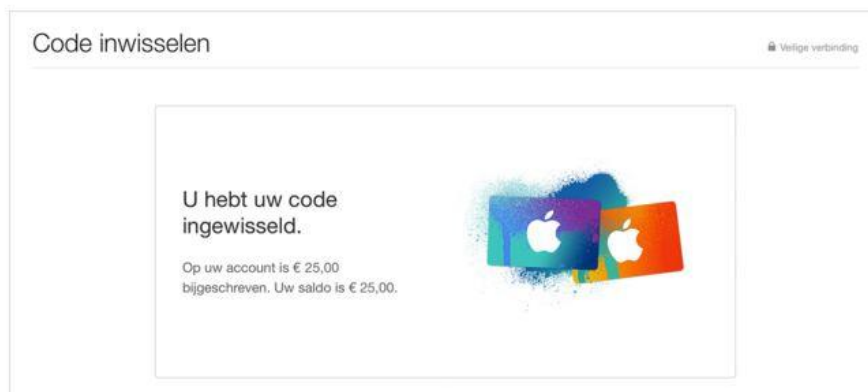 Code inwisselen
Veilige verbinding
U hebt uw code
ingewisseld.
Op uw account is € 25,00
bijgeschreven. Uw saldo is € 25,00.